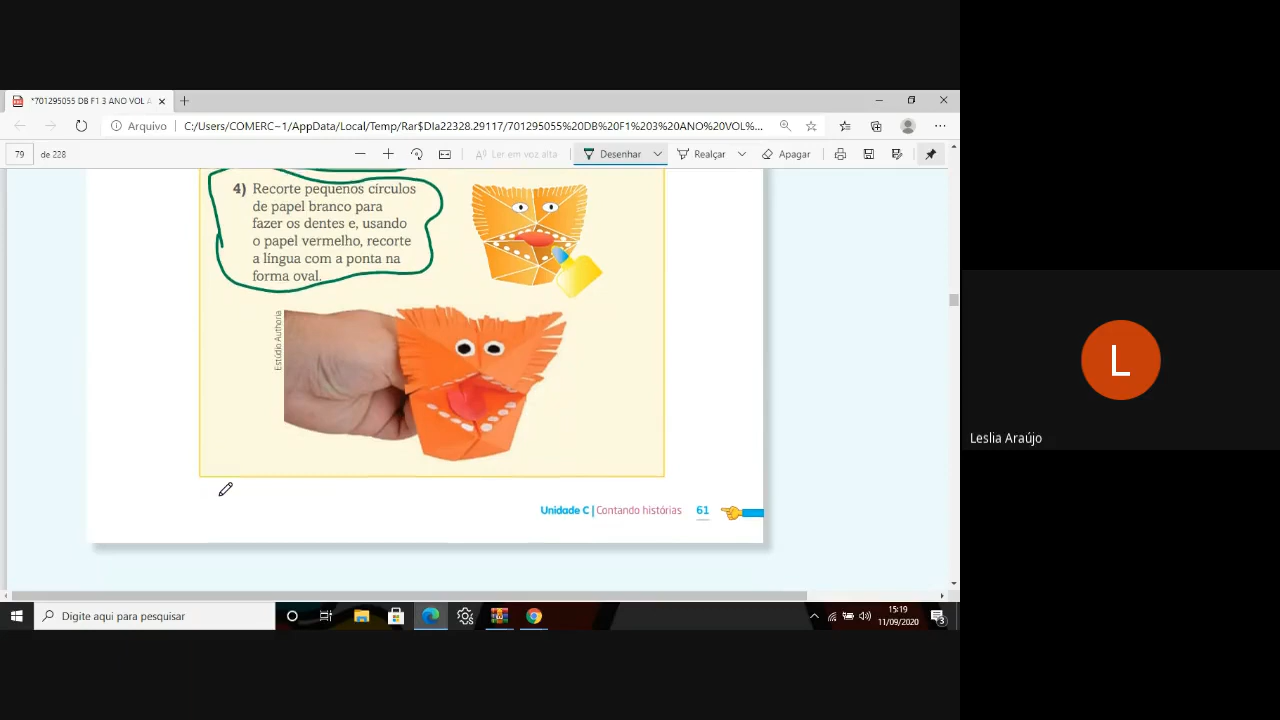 *701295055 DB F1 3 ANO VOL A
Arquivo
C:/Users/COMERC~1/AppData/Local/Temp/Rar$DIa22328.29117/701295055%20DB%20F1%203%20ANO%20VOL%...
79 de 228
Ler em voz alta
Desenhar
Realçar
Apagar
4) Recorte pequenos círculos
de papel branco para
fazer os dentes e, usando
o papel vermelho, recorte
a língua com a ponta na
forma oval.
Estúdio Authoria
L
Leslia Araújo
Unidade C | Contando histórias 61
Digite aqui para pesquisar
15:19
11/09/2020
3